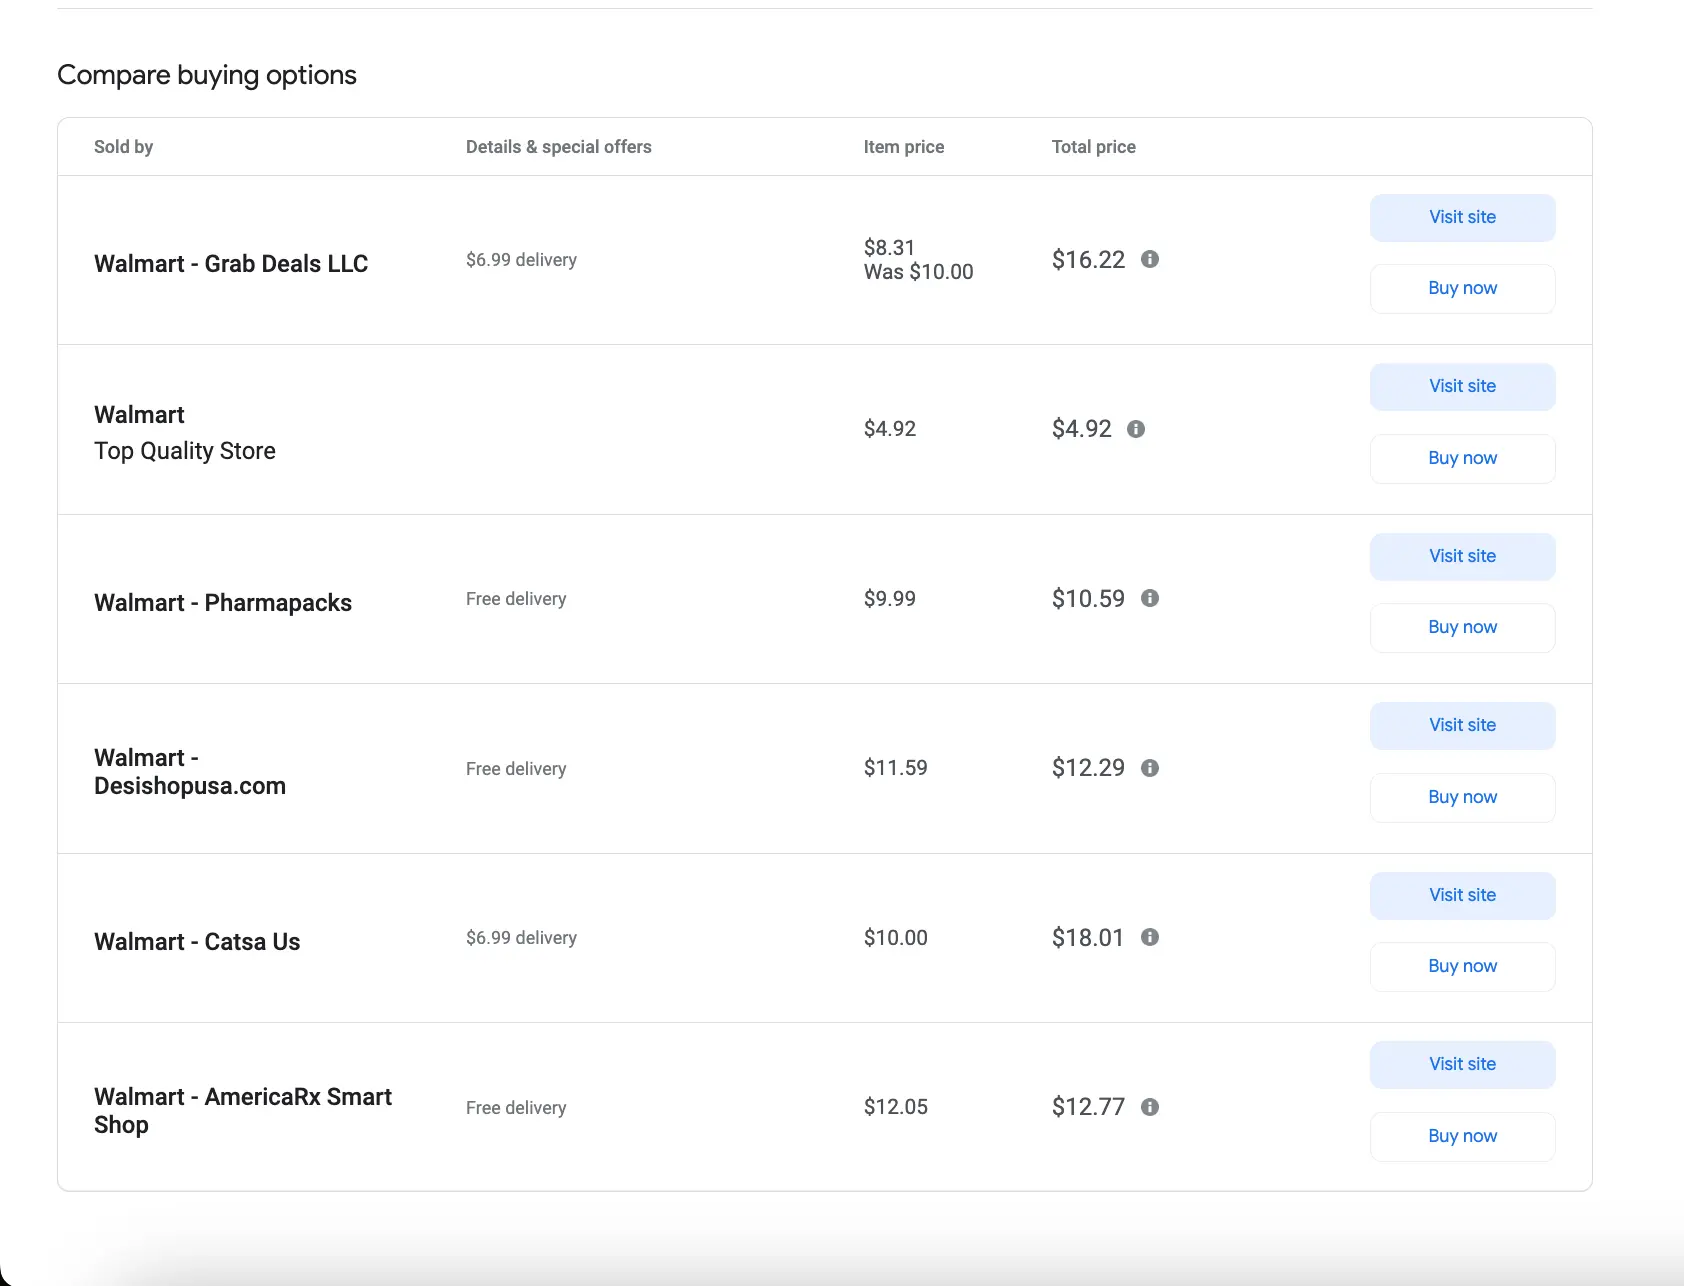 Compare buying options
Sold by Details & special offers Item price Total price
Walmart - Grab Deals LLC $6.99 delivery $8.31 Was $10.00 $16.22 Visit site Buy now
Walmart Top Quality Store $4.92 $4.92 Visit site Buy now
Walmart - Pharmapacks Free delivery $9.99 $10.59 Visit site Buy now
Walmart - Desishopusa.com Free delivery $11.59 $12.29 Visit site Buy now
Walmart - Catsa Us $6.99 delivery $10.00 $18.01 Visit site Buy now
Walmart - AmericaRx Smart Shop Free delivery $12.05 $12.77 Visit site Buy now